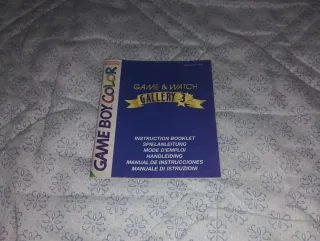 GAME BOY COLOR
GAME & WATCH
GALLERY 3
INSTRUCTION BOOKLET
SPIELANLEITUNG
MODE D'EMPLOI
HANDLEIDING
MANUAL DE INSTRUCCIONES
MANUALE DI ISTRUZIONI